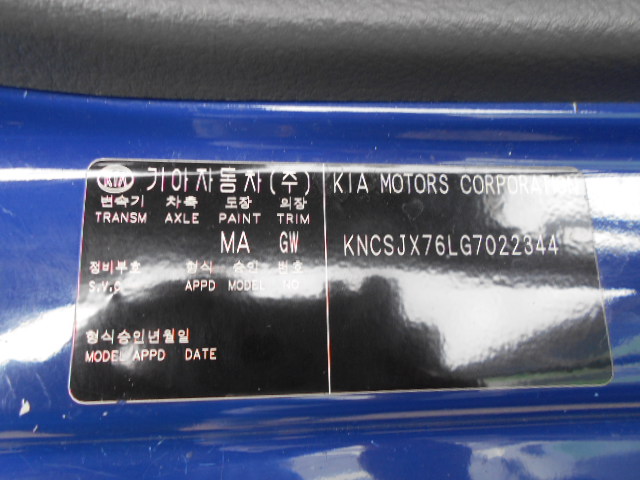 KIA 기아자동차(주) KIA MOTORS CORPORATION
변속기 차축 도장 의장
TRANSM AXLE PAINT TRIM
MA GW KNCSJX76LG7022344
정비부호 형식 승인 번호
S.V.C APPD MODEL NO
형식승인년월일
MODEL APPD DATE